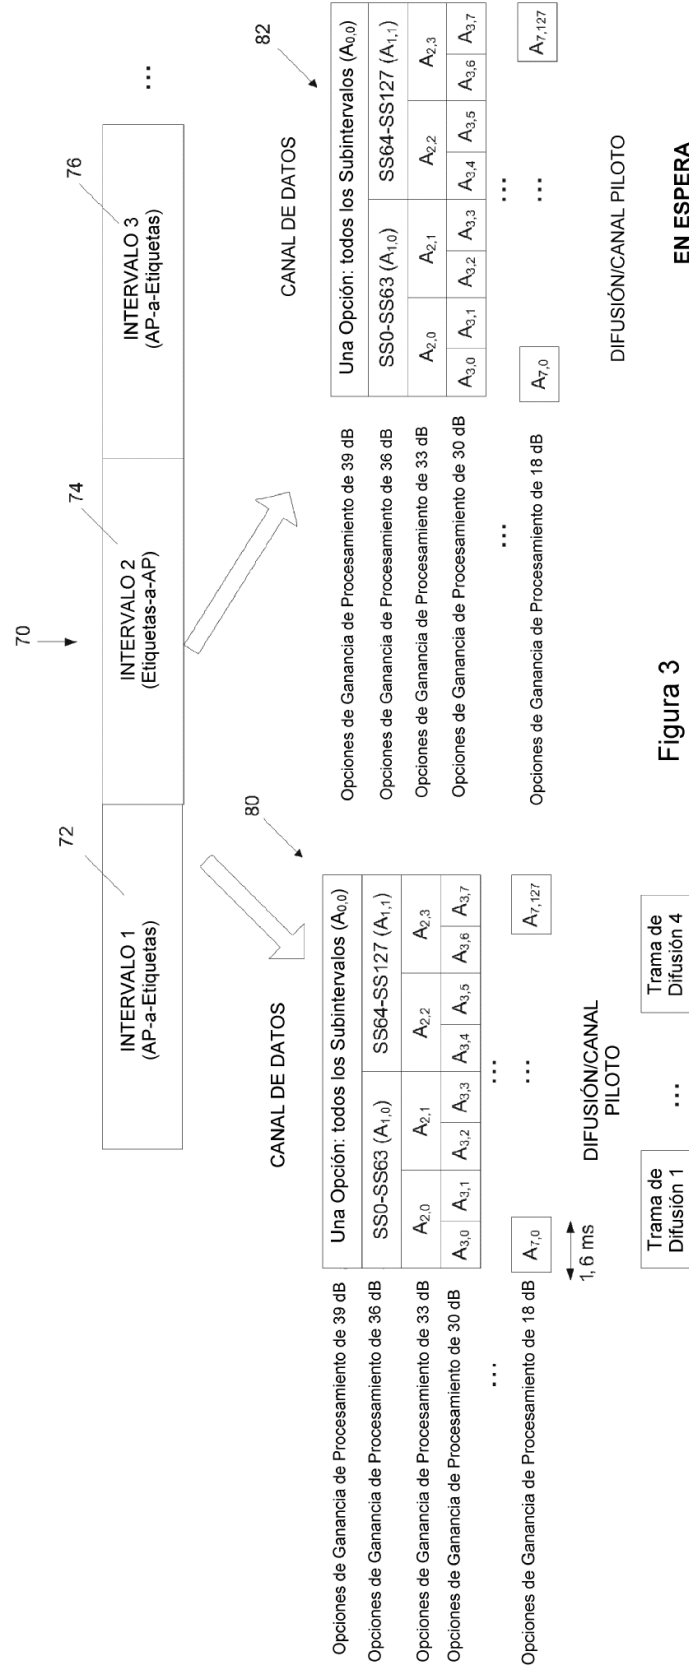 70
72
74
76
INTERVALO 1
(AP-a-Etiquetas)
INTERVALO 2
(Etiquetas-a-AP)
INTERVALO 3
(AP-a-Etiquetas)
...
80
CANAL DE DATOS
Opciones de Ganancia de Procesamiento de 39 dB
Una Opción: todos los Subintervalos (A0,0)
Opciones de Ganancia de Procesamiento de 36 dB
SS0-SS63 (A1,0)
SS64-SS127 (A1,1)
Opciones de Ganancia de Procesamiento de 33 dB
A2,0
A2,1
A2,2
A2,3
Opciones de Ganancia de Procesamiento de 30 dB
A3,0
A3,1
A3,2
A3,3
A3,4
A3,5
A3,6
A3,7
...
...
Opciones de Ganancia de Procesamiento de 18 dB
A7,0
...
A7,127
1,6 ms
DIFUSIÓN/CANAL
PILOTO
Trama de
Difusión 1
...
Trama de
Difusión 4
82
CANAL DE DATOS
Opciones de Ganancia de Procesamiento de 39 dB
Una Opción: todos los Subintervalos (A0,0)
Opciones de Ganancia de Procesamiento de 36 dB
SS0-SS63 (A1,0)
SS64-SS127 (A1,1)
Opciones de Ganancia de Procesamiento de 33 dB
A2,0
A2,1
A2,2
A2,3
Opciones de Ganancia de Procesamiento de 30 dB
A3,0
A3,1
A3,2
A3,3
A3,4
A3,5
A3,6
A3,7
...
...
Opciones de Ganancia de Procesamiento de 18 dB
A7,0
...
A7,127
DIFUSIÓN/CANAL PILOTO
EN ESPERA
Figura 3